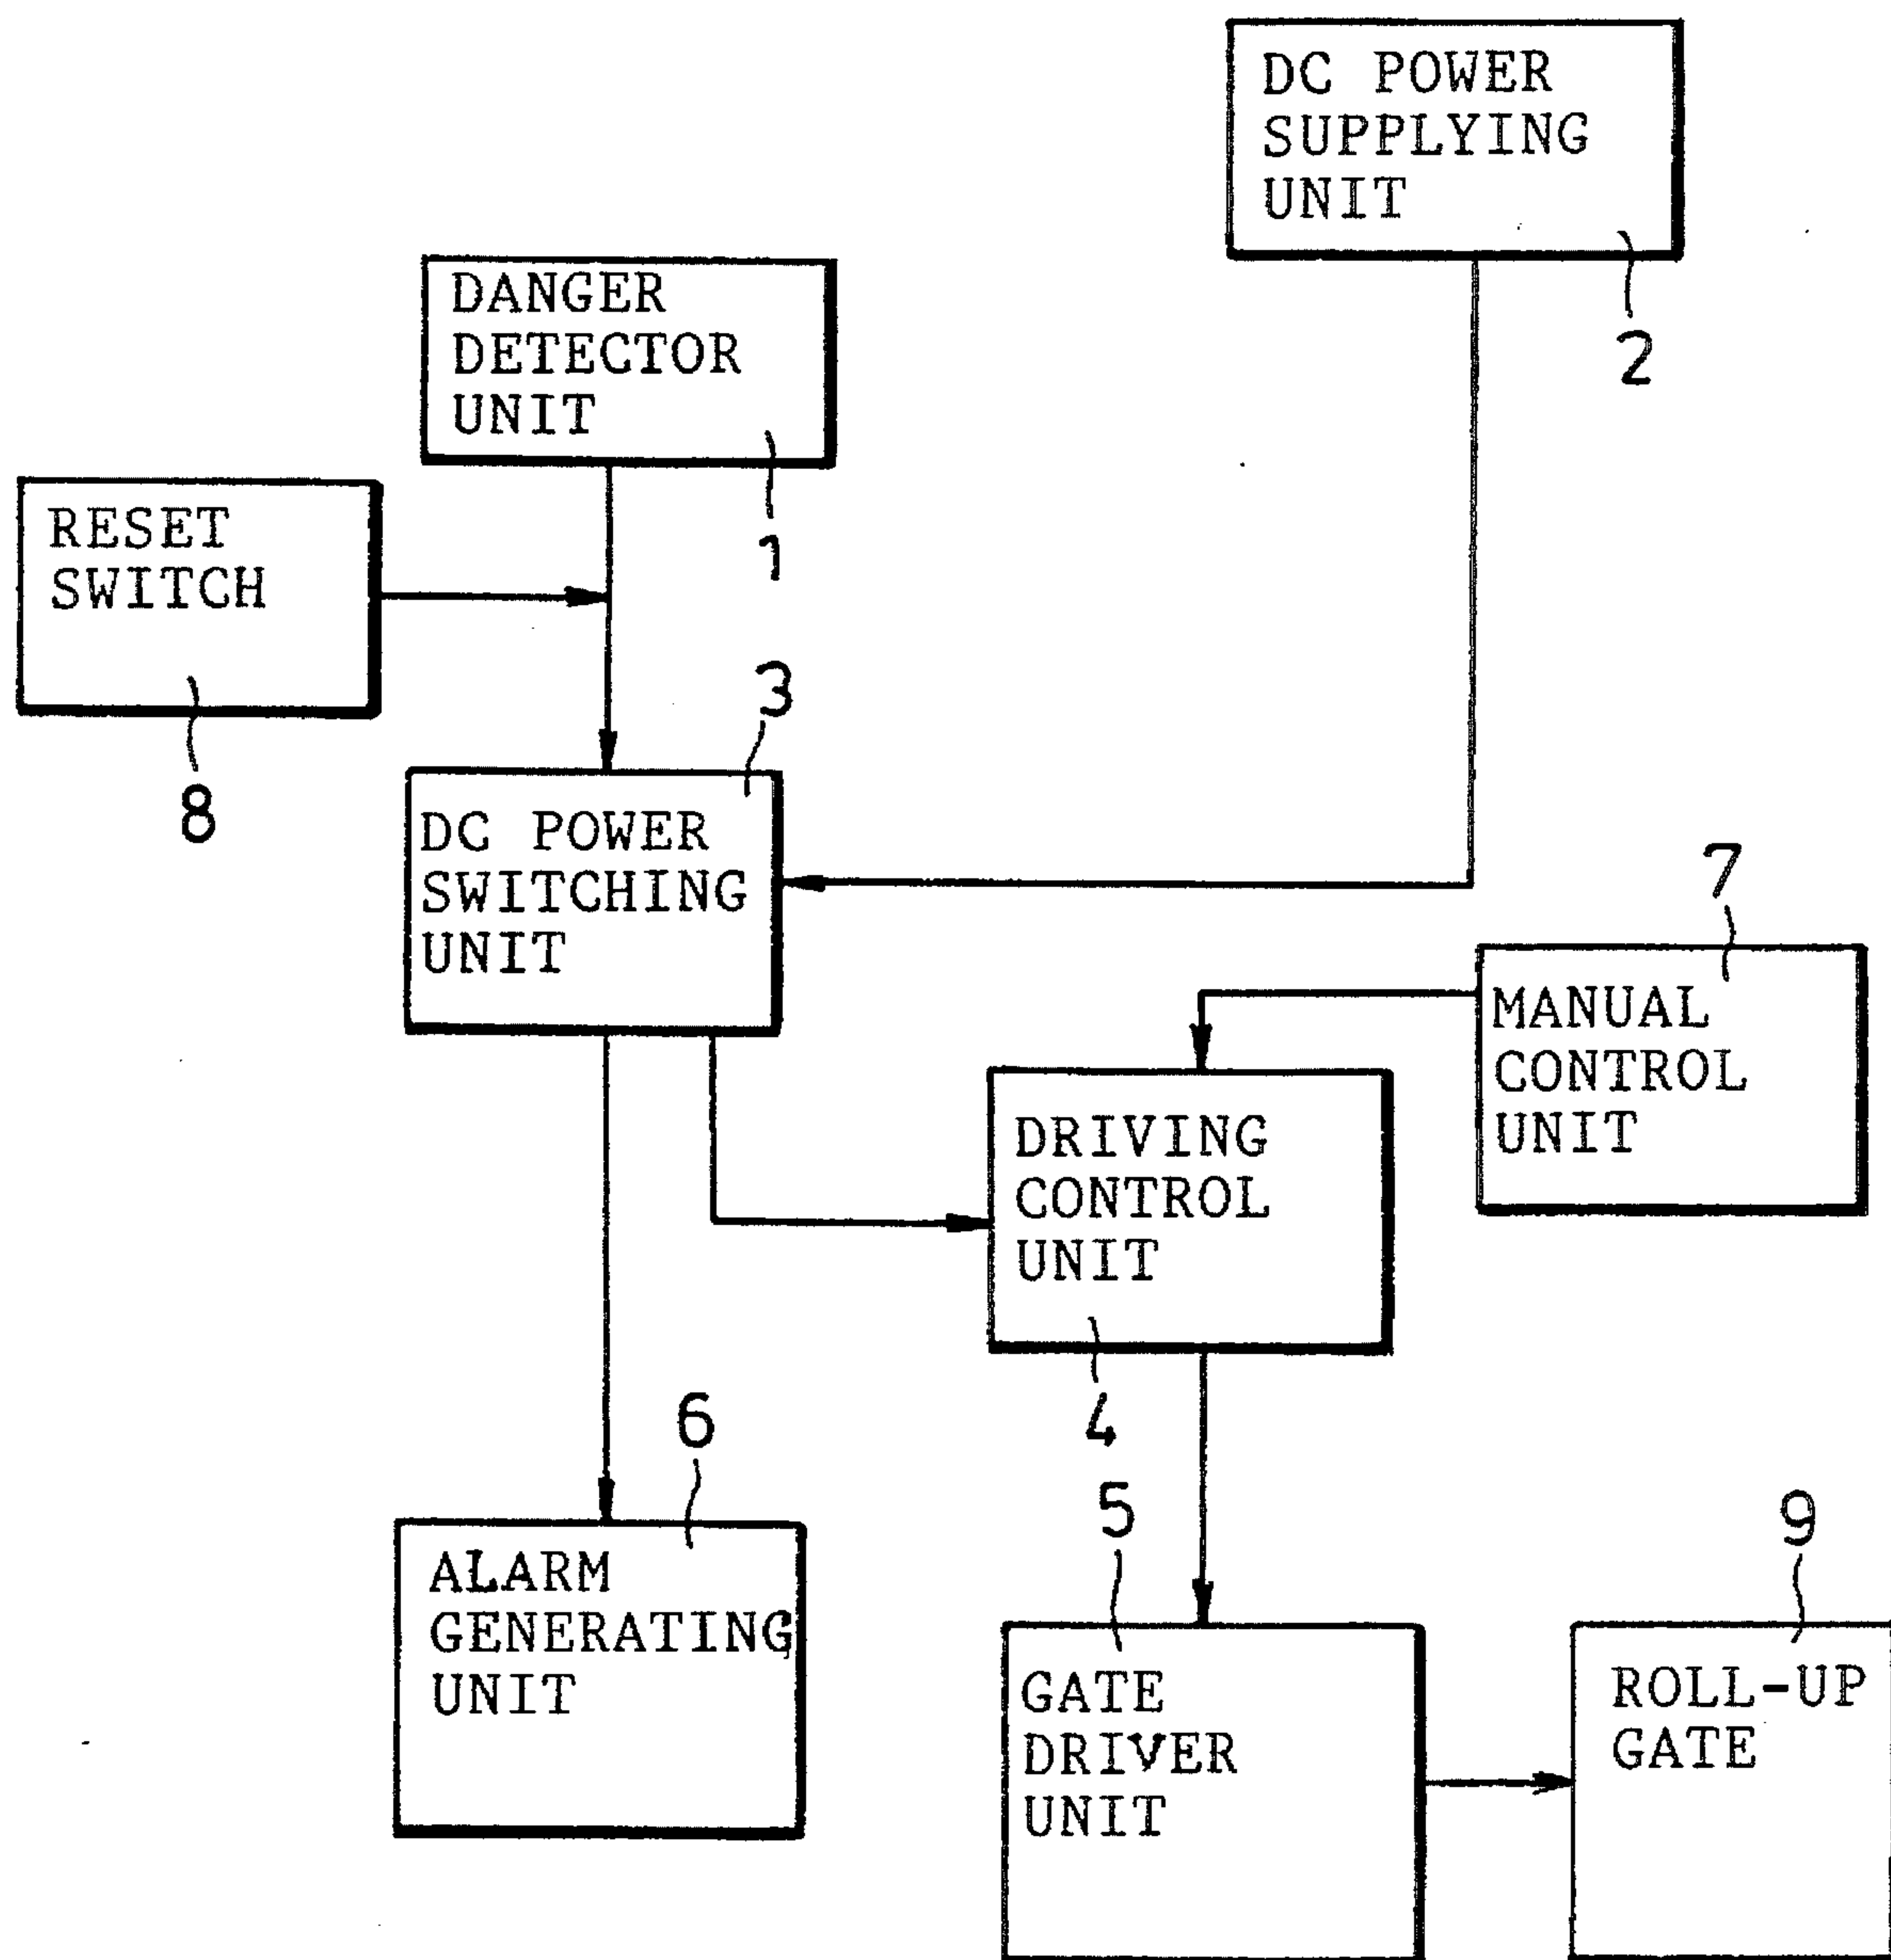 DC POWER
SUPPLYING
UNIT
2
DANGER
DETECTOR
UNIT
1
RESET
SWITCH
8
3
DC POWER
SWITCHING
UNIT
7
MANUAL
CONTROL
UNIT
DRIVING
CONTROL
UNIT
4
6
ALARM
GENERATING
UNIT
5
GATE
DRIVER
UNIT
9
ROLL-UP
GATE